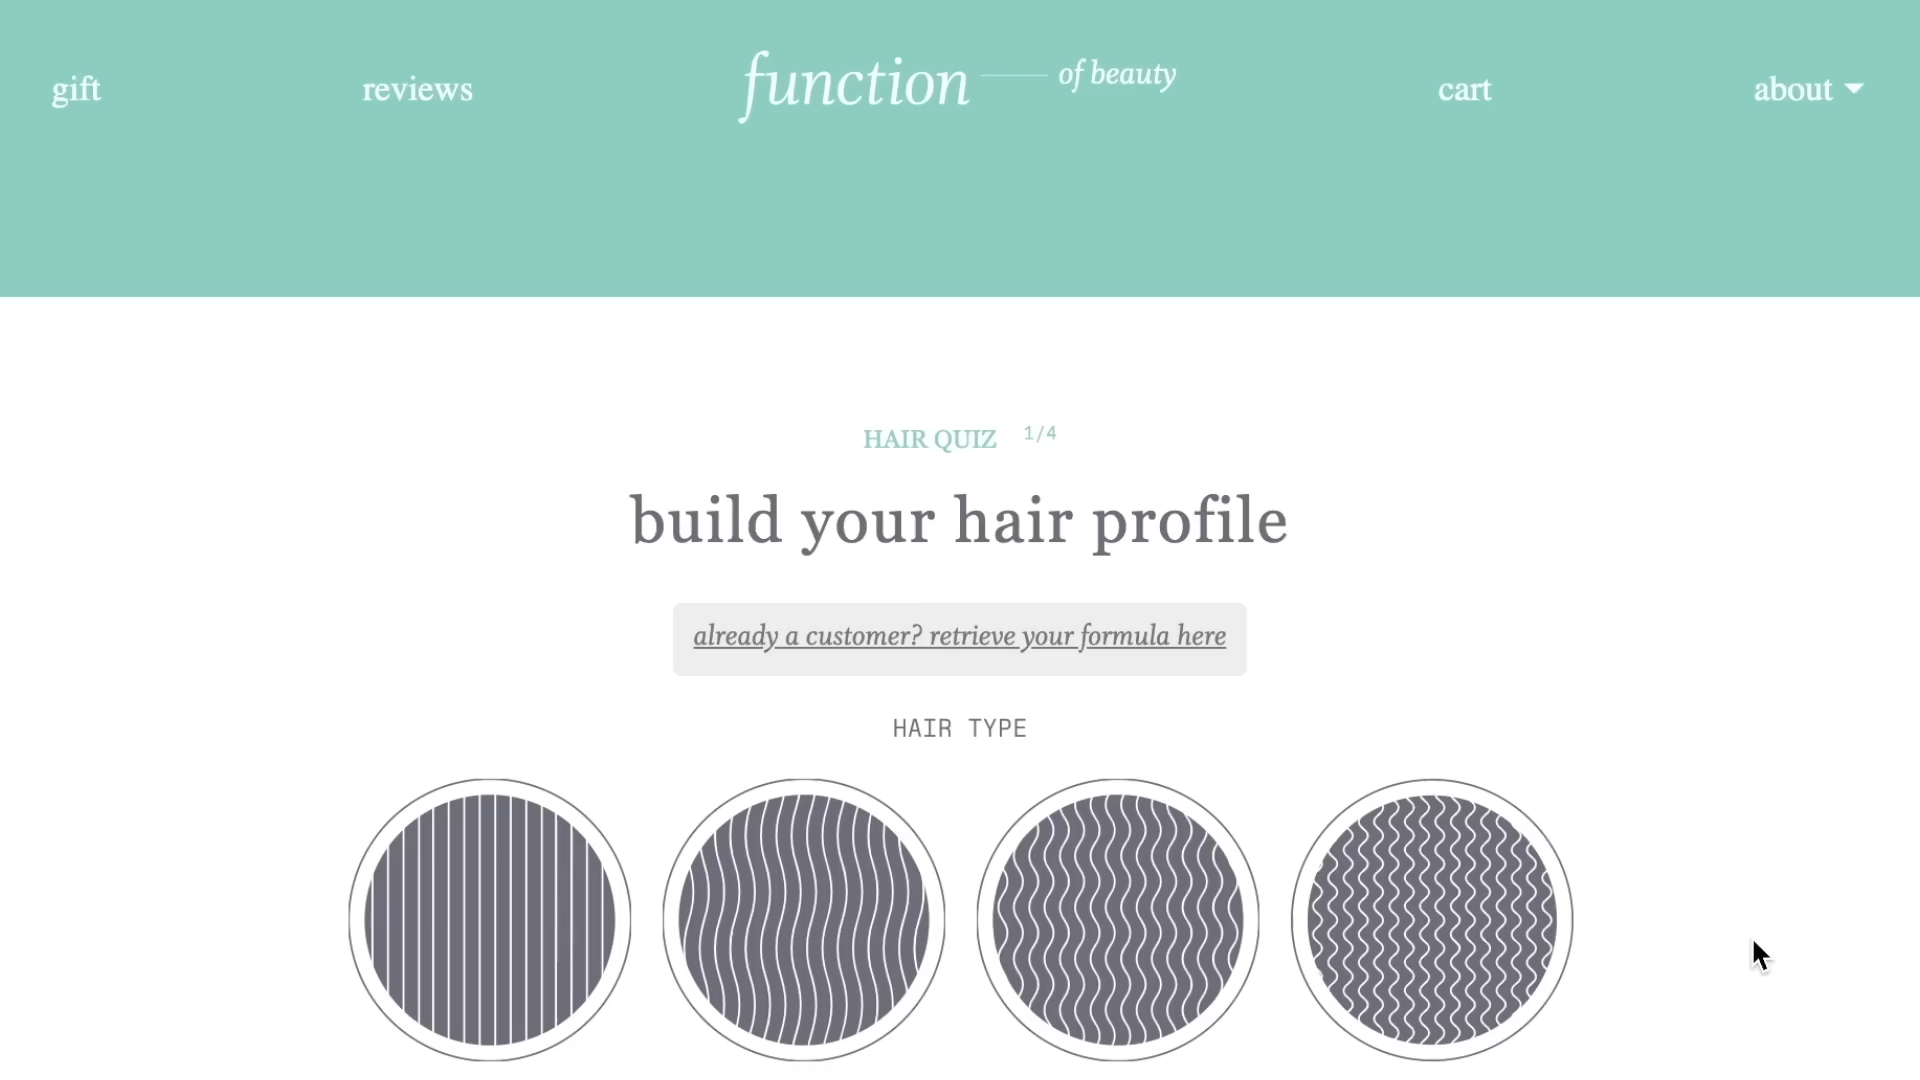 gift
reviews
function of beauty
cart
about
HAIR QUIZ 1/4
build your hair profile
already a customer? retrieve your formula here
HAIR TYPE